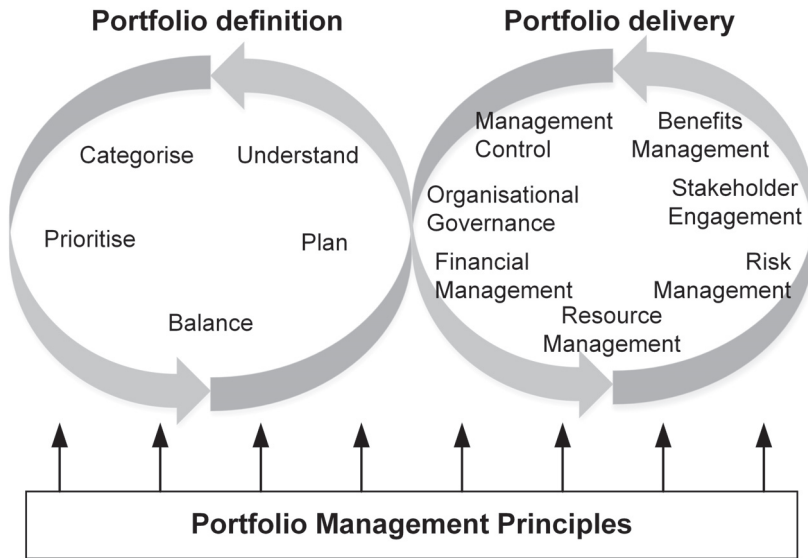 Portfolio definition
Portfolio delivery
Categorise
Understand
Prioritise
Plan
Balance
Management
Control
Benefits
Management
Organisational
Governance
Stakeholder
Engagement
Financial
Management
Risk
Management
Resource
Management
Portfolio Management Principles